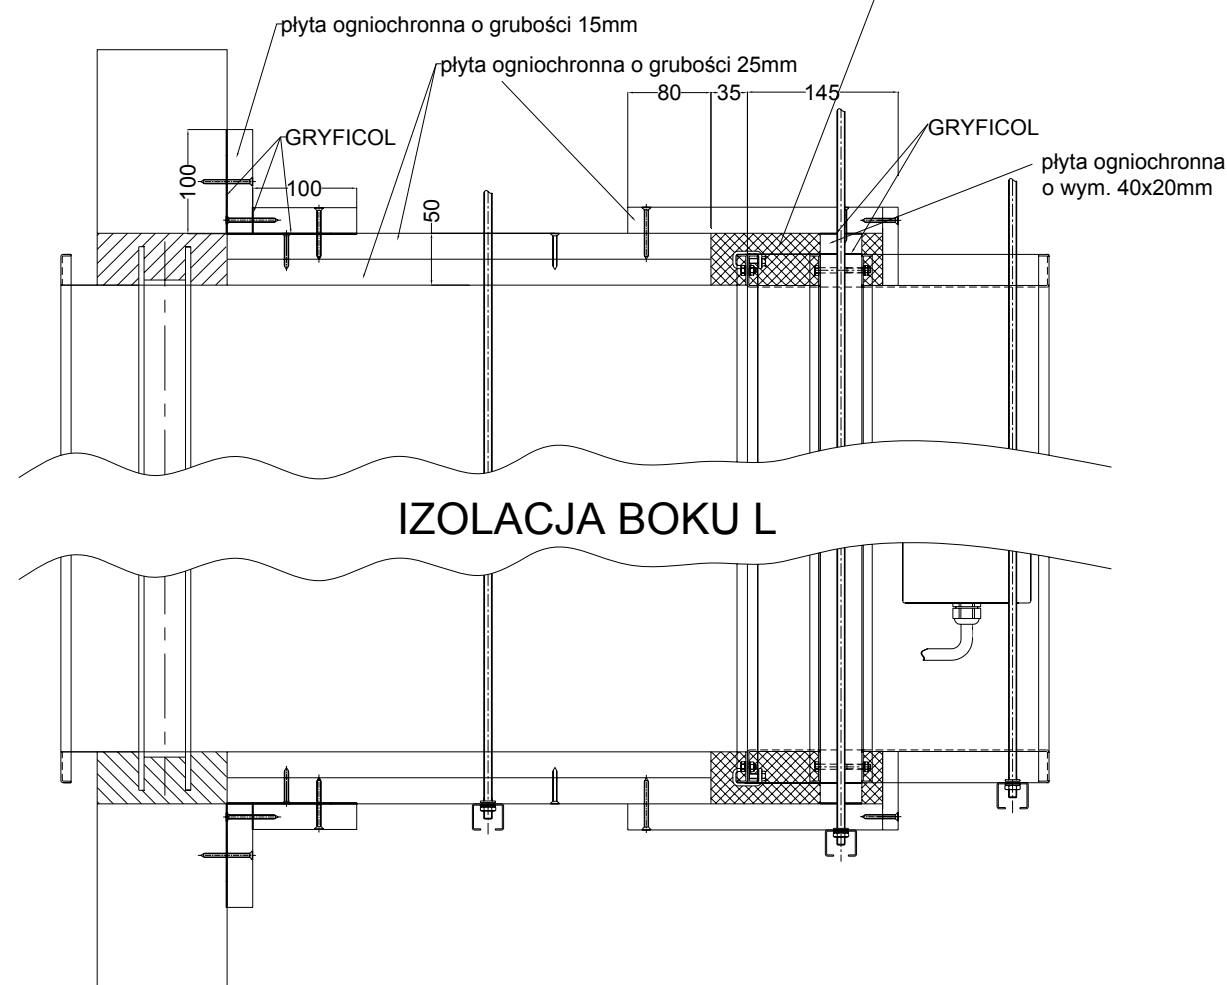 płyta ogniochronna o grubości 15mm
płyta ogniochronna o grubości 25mm
80
35
145
GRYFICOL
GRYFICOL
płyta ogniochronna
o wym. 40x20mm
100
100
50
IZOLACJA BOKU L